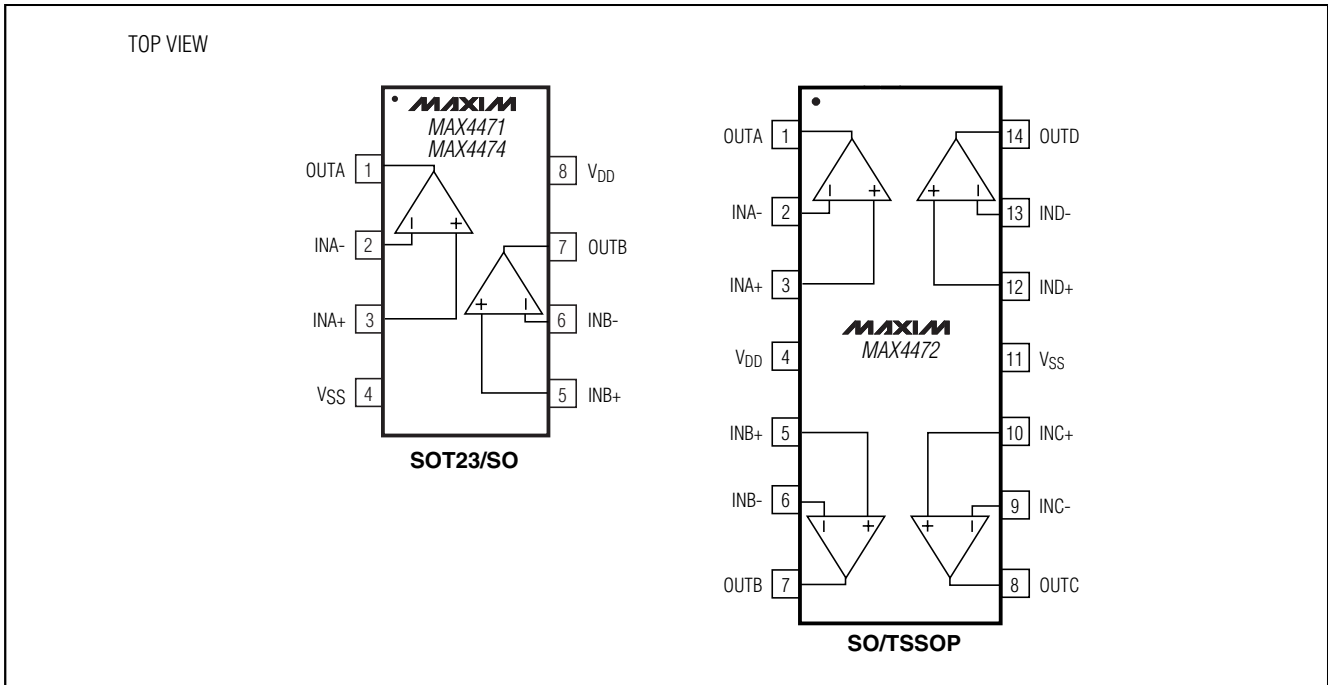 TOP VIEW
MAXIM
MAX4471
MAX4474
OUTA 1
INA- 2
INA+ 3
VSS 4
8 VDD
7 OUTB
6 INB-
5 INB+
- +
+ -
SOT23/SO
OUTA 1
INA- 2
INA+ 3
VDD 4
INB+ 5
INB- 6
OUTB 7
14 OUTD
13 IND-
12 IND+
11 VSS
10 INC+
9 INC-
8 OUTC
- +
+ -
MAXIM
MAX4472
- +
+ -
SO/TSSOP